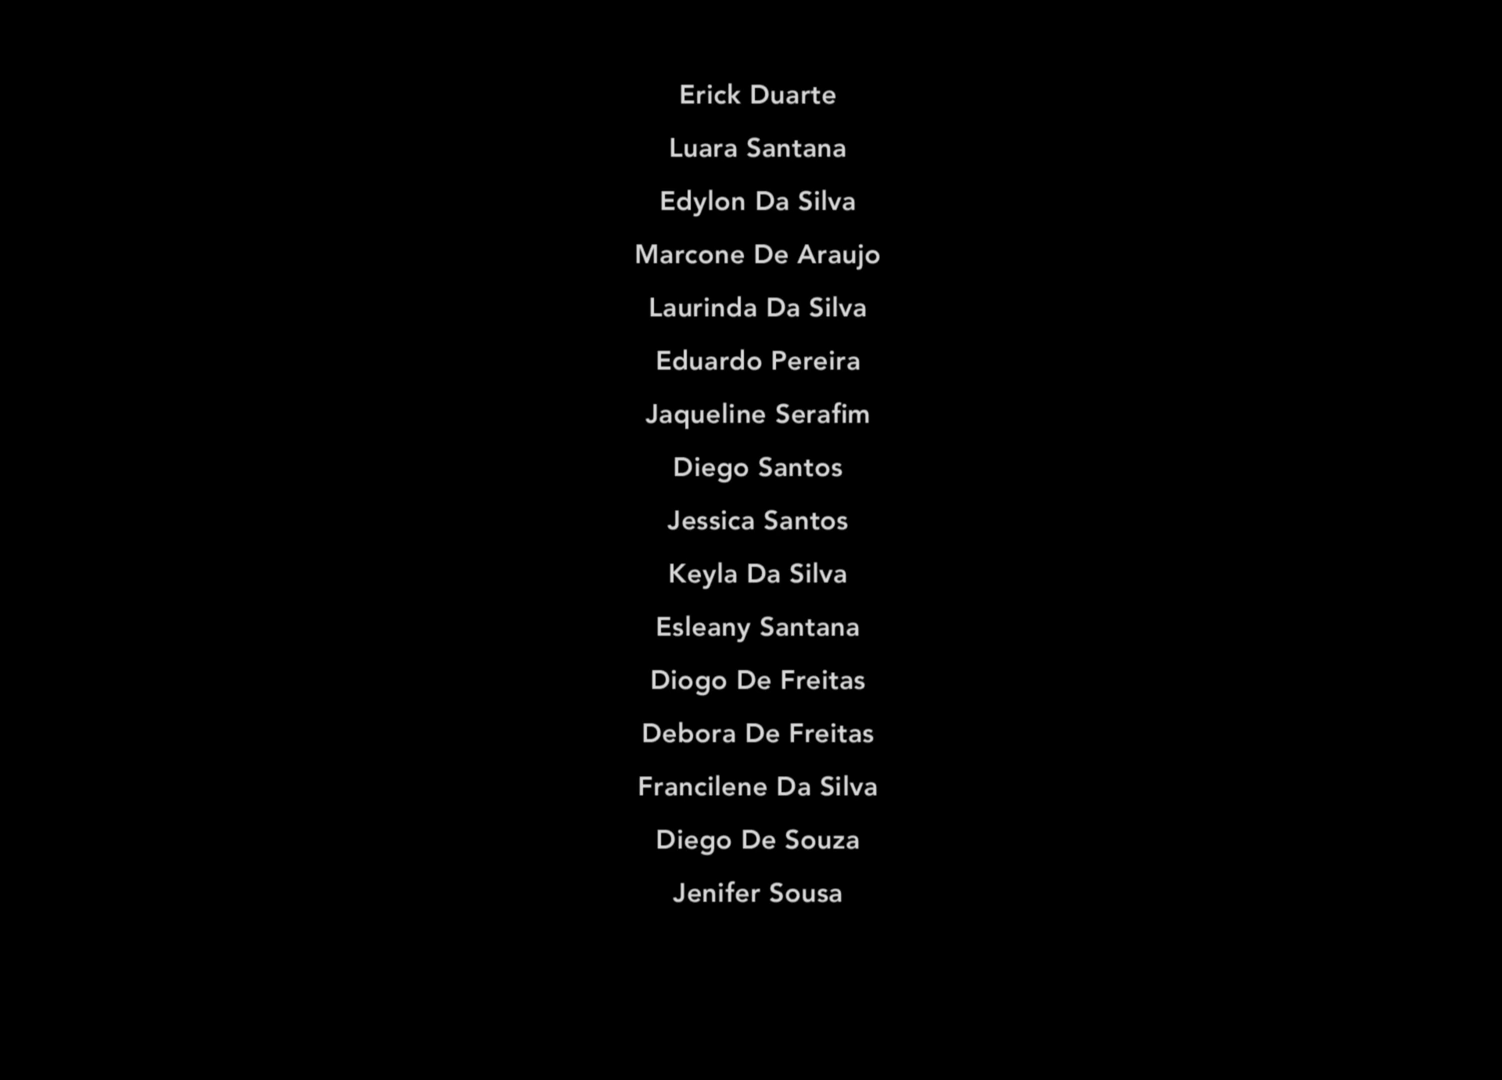 Erick Duarte
Luara Santana
Edylon Da Silva
Marcone De Araujo
Laurinda Da Silva
Eduardo Pereira
Jaqueline Serafim
Diego Santos
Jessica Santos
Keyla Da Silva
Esleany Santana
Diogo De Freitas
Debora De Freitas
Francilene Da Silva
Diego De Souza
Jenifer Sousa